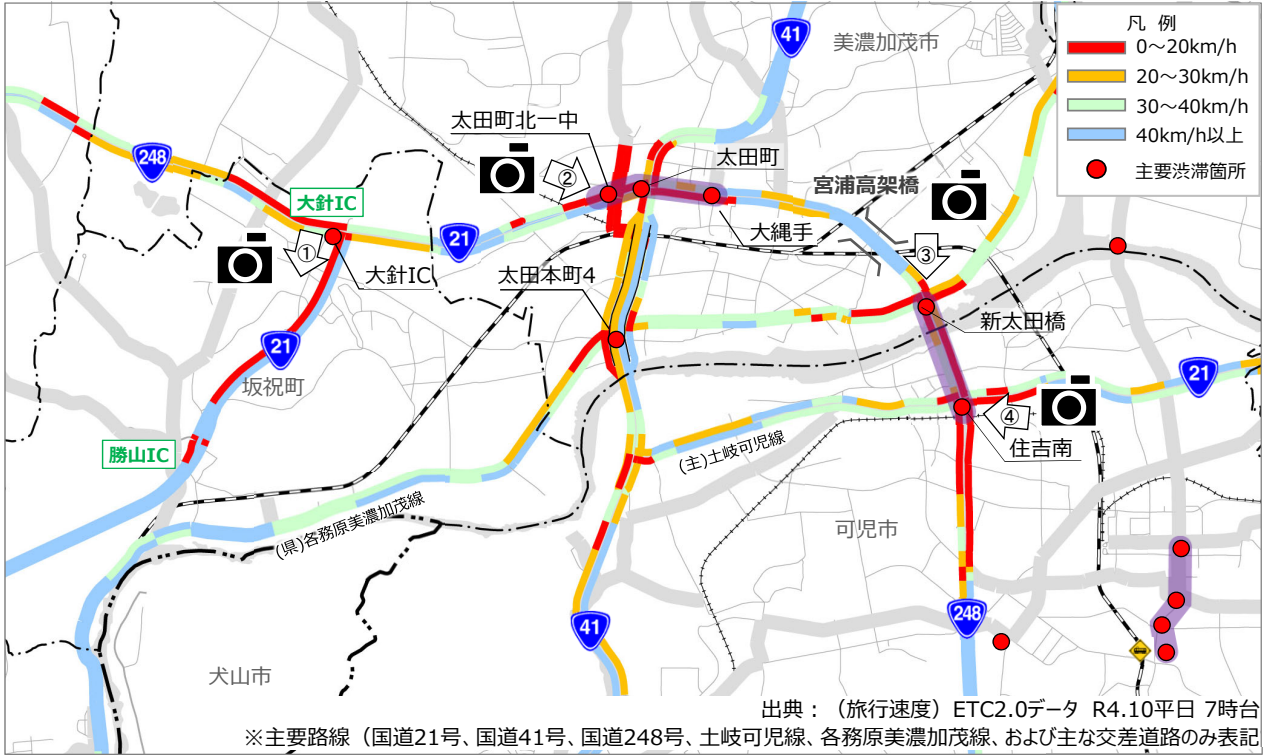 41
美濃加茂市
凡 例
0～20km/h
20～30km/h
30～40km/h
40km/h以上
主要渋滞箇所
太田町北一中
太田町
248
②
宮浦高架橋
大針IC
21
大縄手
①
③
大針IC
太田本町4
新太田橋
21
21
坂祝町
④
勝山IC
(主)土岐可児線
住吉南
(県)各務原美濃加茂線
可児市
41
248
犬山市
出典：（旅行速度）ETC2.0データ R4.10平日 7時台
※主要路線（国道21号、国道41号、国道248号、土岐可児線、各務原美濃加茂線、および主な交差道路のみ表記